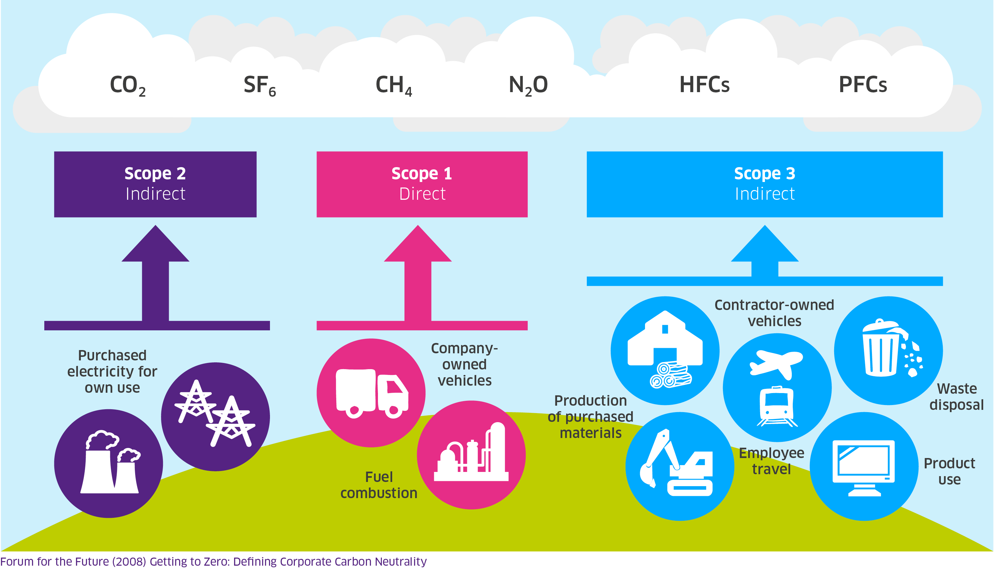 CO₂
SF₆
CH₄
N₂O
HFCs
PFCs
Scope 2
Indirect
Scope 1
Direct
Scope 3
Indirect
Purchased
electricity for
own use
Company-
owned
vehicles
Fuel
combustion
Contractor-owned
vehicles
Production
of purchased
materials
Waste
disposal
Employee
travel
Product
use
Forum for the Future (2008) Getting to Zero: Defining Corporate Carbon Neutrality